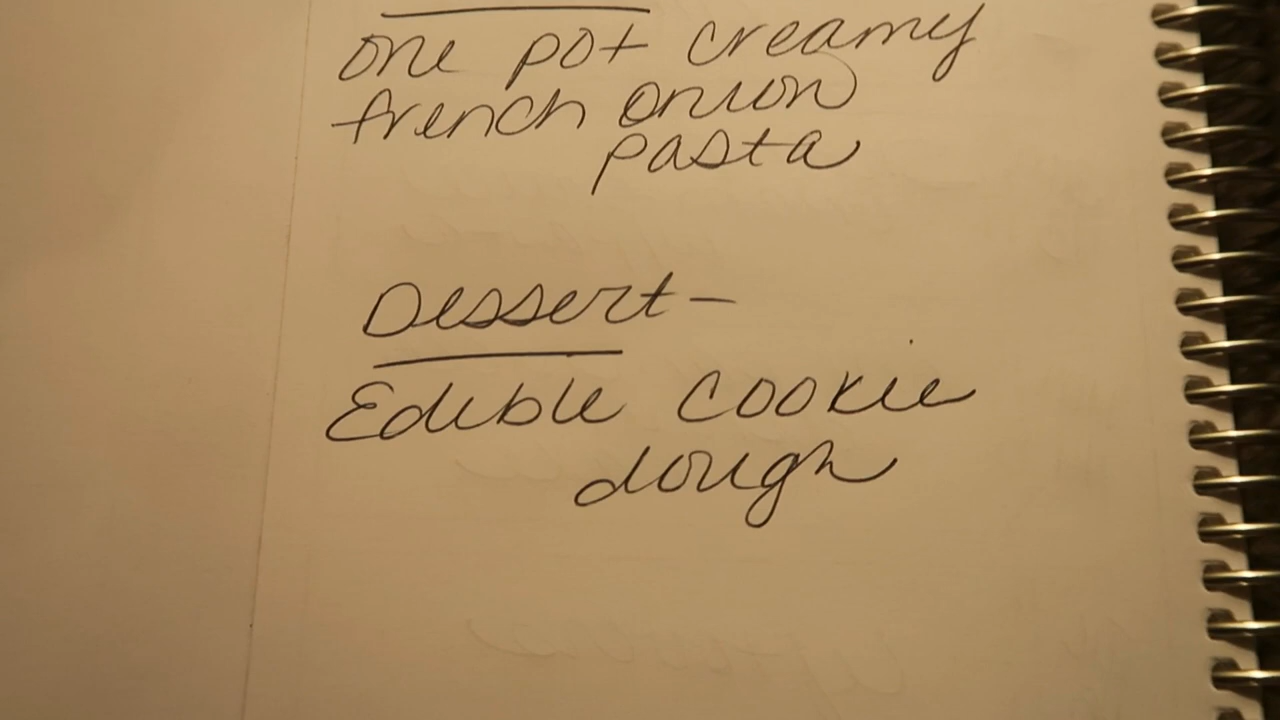 one pot creamy
french onion
pasta
Dessert-
Edible cookie
dough